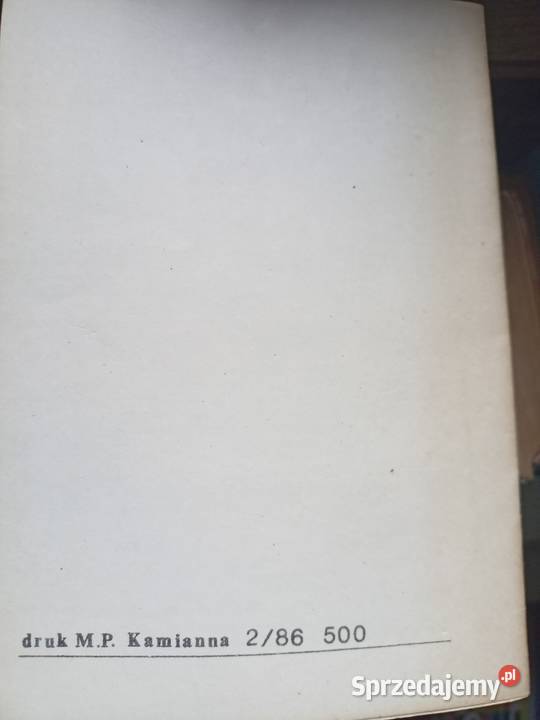 druk M.P. Kamianna 2/86 500
Sprzedajemy.pl